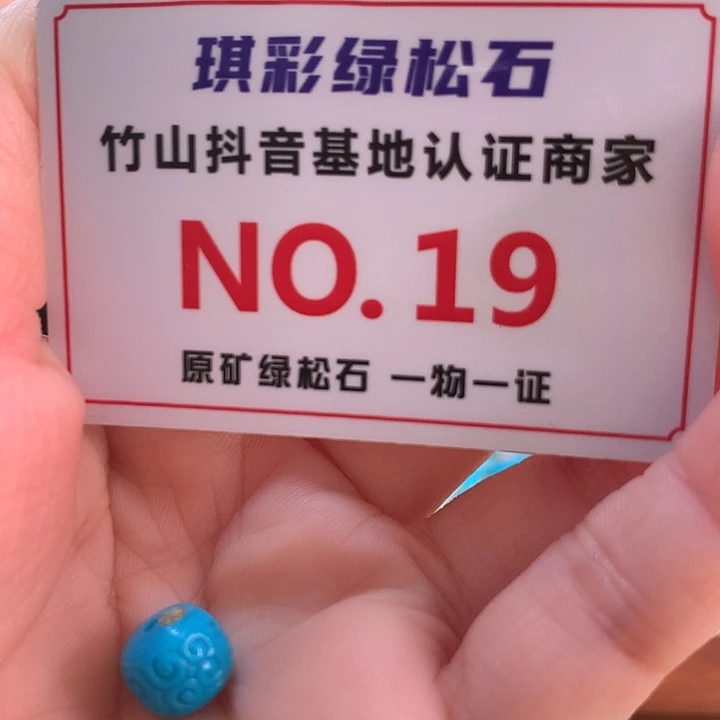 琪彩绿松石
竹山抖音基地认证商家
NO.19
原矿绿松石 一物一证